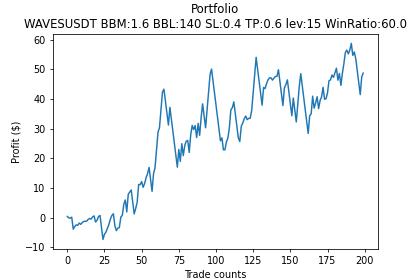 Portfolio
WAVESUSDT BBM:1.6 BBL:140 SL:0.4 TP:0.6 lev:15 WinRatio:60.0
60
50
40
30
20
10
0
−10
Profit ($)
0 25 50 75 100 125 150 175 200
Trade counts